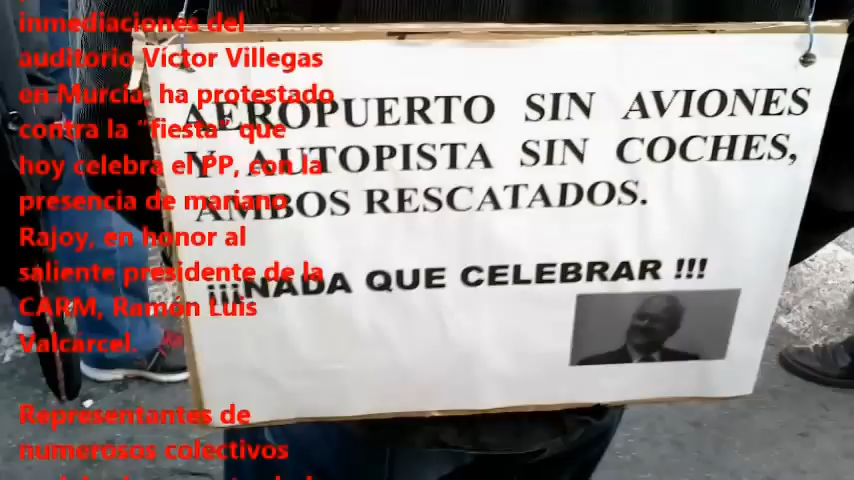 inmediaciones del
auditorio Víctor Villegas
en Murcia, ha protestado
contra la "fiesta" que
hoy celebra el PP, con la
presencia de mariano
Rajoy, en honor al
saliente presidente de la
CARM, Ramón Luis
Valcárcel.
Representantes de
numerosos colectivos
AEROPUERTO SIN AVIONES
Y AUTOPISTA SIN COCHES,
AMBOS RESCATADOS.
¡¡¡NADA QUE CELEBRAR !!!